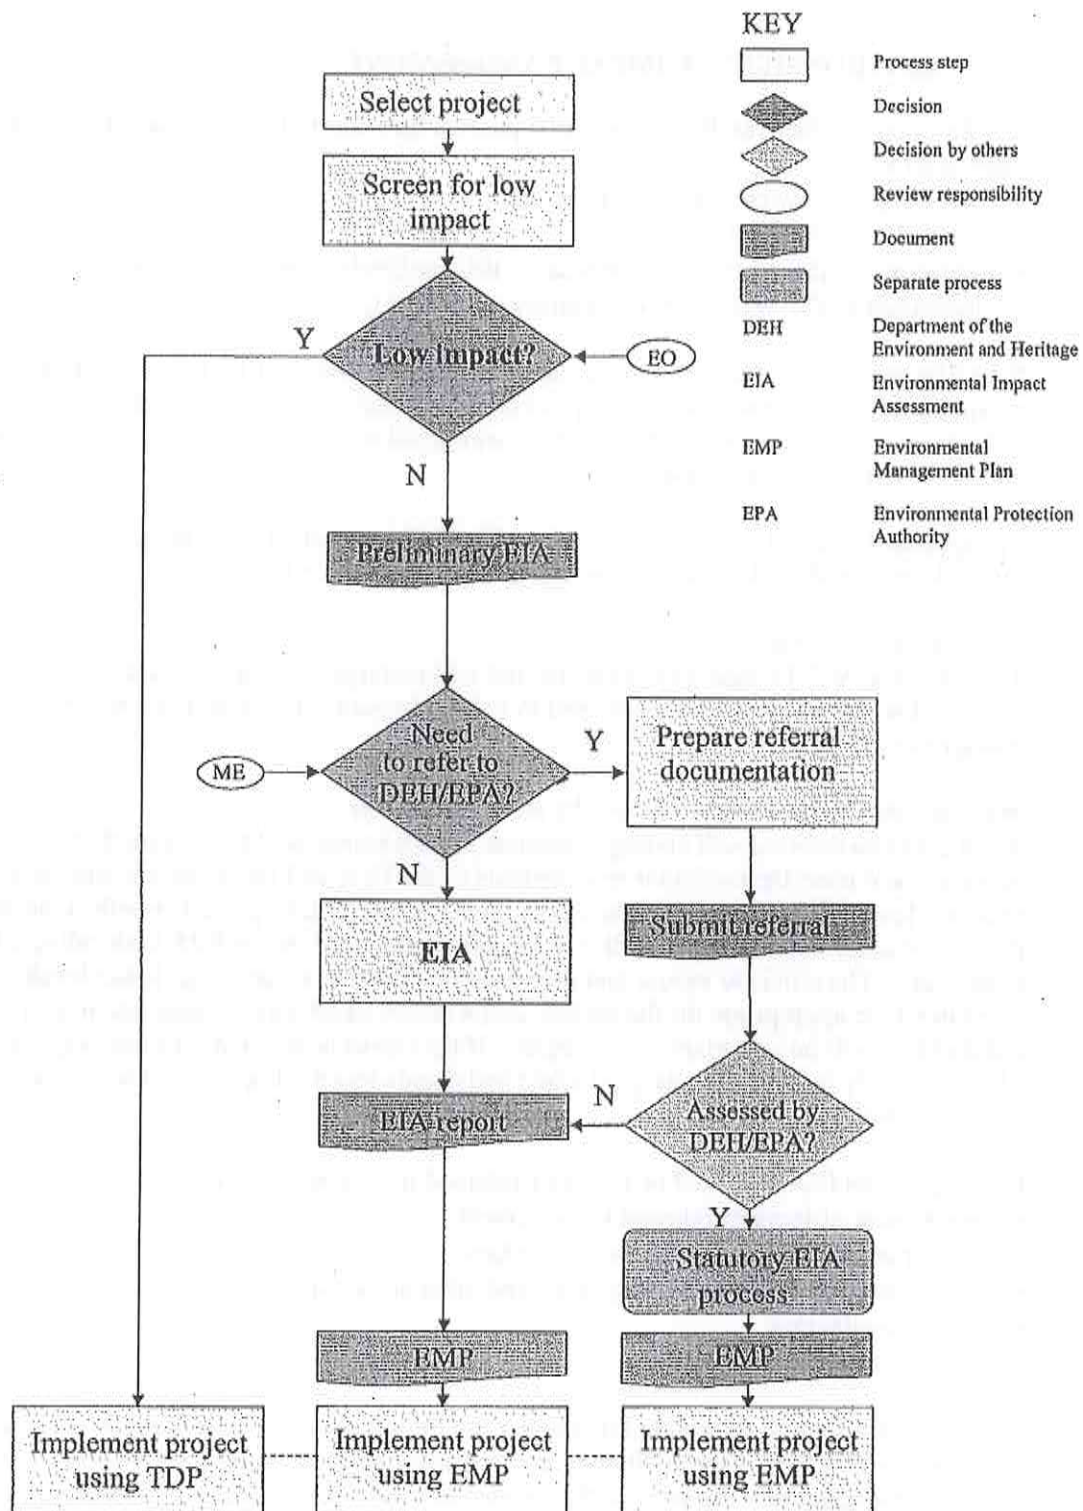 KEY
Process step
Decision
Decision by others
Review responsibility
Document
Separate process
DEH
Department of the
Environment and Heritage
EIA
Environmental Impact
Assessment
EMP
Environmental
Management Plan
EPA
Environmental Protection
Authority
Select project
Screen for low
impact
Y
Low impact?
EO
N
Preliminary EIA
ME
Need
to refer to
DEH/EPA?
Y
Prepare referral
documentation
N
EIA
Submit referral
EIA report
N
Assessed by
DEH/EPA?
Y
Statutory EIA
process
EMP
EMP
Implement project
using TDP
Implement project
using EMP
Implement project
using EMP